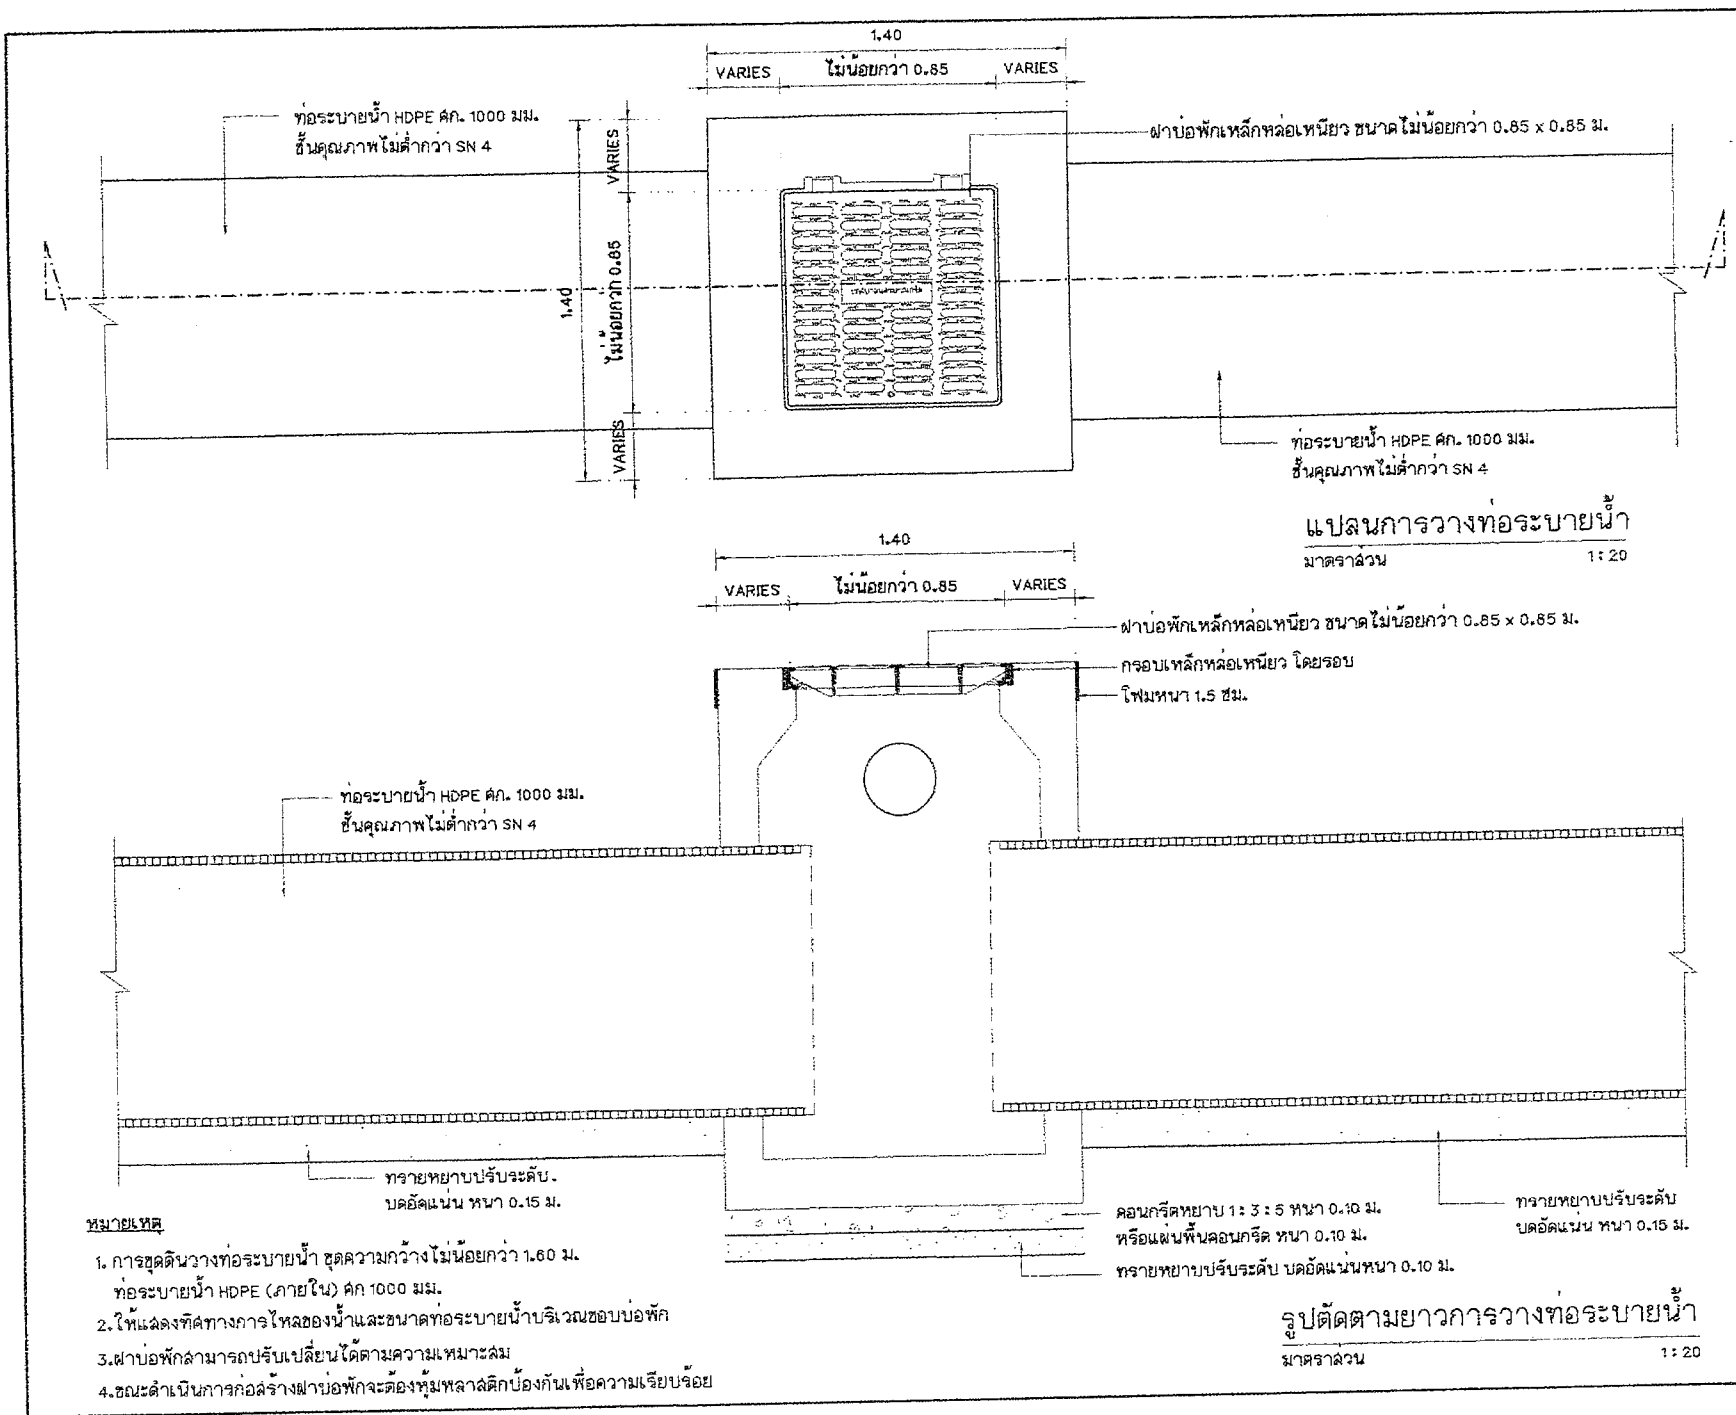 1.40
VARIES ไม่น้อยกว่า 0.85 VARIES
ท่อระบายน้ำ HDPE ศก. 1000 มม.
ชั้นคุณภาพไม่ต่ำกว่า SN 4
ฝาบ่อพักเหล็กหล่อเหนียว ขนาดไม่น้อยกว่า 0.85 x 0.85 ม.
VARIES
ไม่น้อยกว่า 0.85
VARIES
1.40
ท่อระบายน้ำ HDPE ศก. 1000 มม.
ชั้นคุณภาพไม่ต่ำกว่า SN 4
แปลนการวางท่อระบายน้ำ
มาตราส่วน 1:20
1.40
VARIES ไม่น้อยกว่า 0.85 VARIES
ฝาบ่อพักเหล็กหล่อเหนียว ขนาดไม่น้อยกว่า 0.85 x 0.85 ม.
กรอบเหล็กหล่อเหนียว โดยรอบ
โฟมหนา 1.5 ซม.
ท่อระบายน้ำ HDPE ศก. 1000 มม.
ชั้นคุณภาพไม่ต่ำกว่า SN 4
ทรายหยาบปรับระดับ.
บดอัดแน่น หนา 0.15 ม.
คอนกรีตหยาบ 1:3:5 หนา 0.10 ม.
หรือแผ่นพื้นคอนกรีต หนา 0.10 ม.
ทรายหยาบปรับระดับ บดอัดแน่นหนา 0.10 ม.
ทรายหยาบปรับระดับ
บดอัดแน่น หนา 0.15 ม.
หมายเหตุ
1. การขุดดินวางท่อระบายน้ำ ขุดความกว้างไม่น้อยกว่า 1.60 ม.
ท่อระบายน้ำ HDPE (ภายใน) ศก 1000 มม.
2.ให้แสดงทิศทางการไหลของน้ำและขนาดท่อระบายน้ำบริเวณขอบบ่อพัก
3.ฝาบ่อพักสามารถปรับเปลี่ยนได้ตามความเหมาะสม
4.ขณะดำเนินการก่อสร้างฝาบ่อพักจะต้องหุ้มพลาสติกป้องกันเพื่อความเรียบร้อย
รูปตัดตามยาวการวางท่อระบายน้ำ
มาตราส่วน 1:20